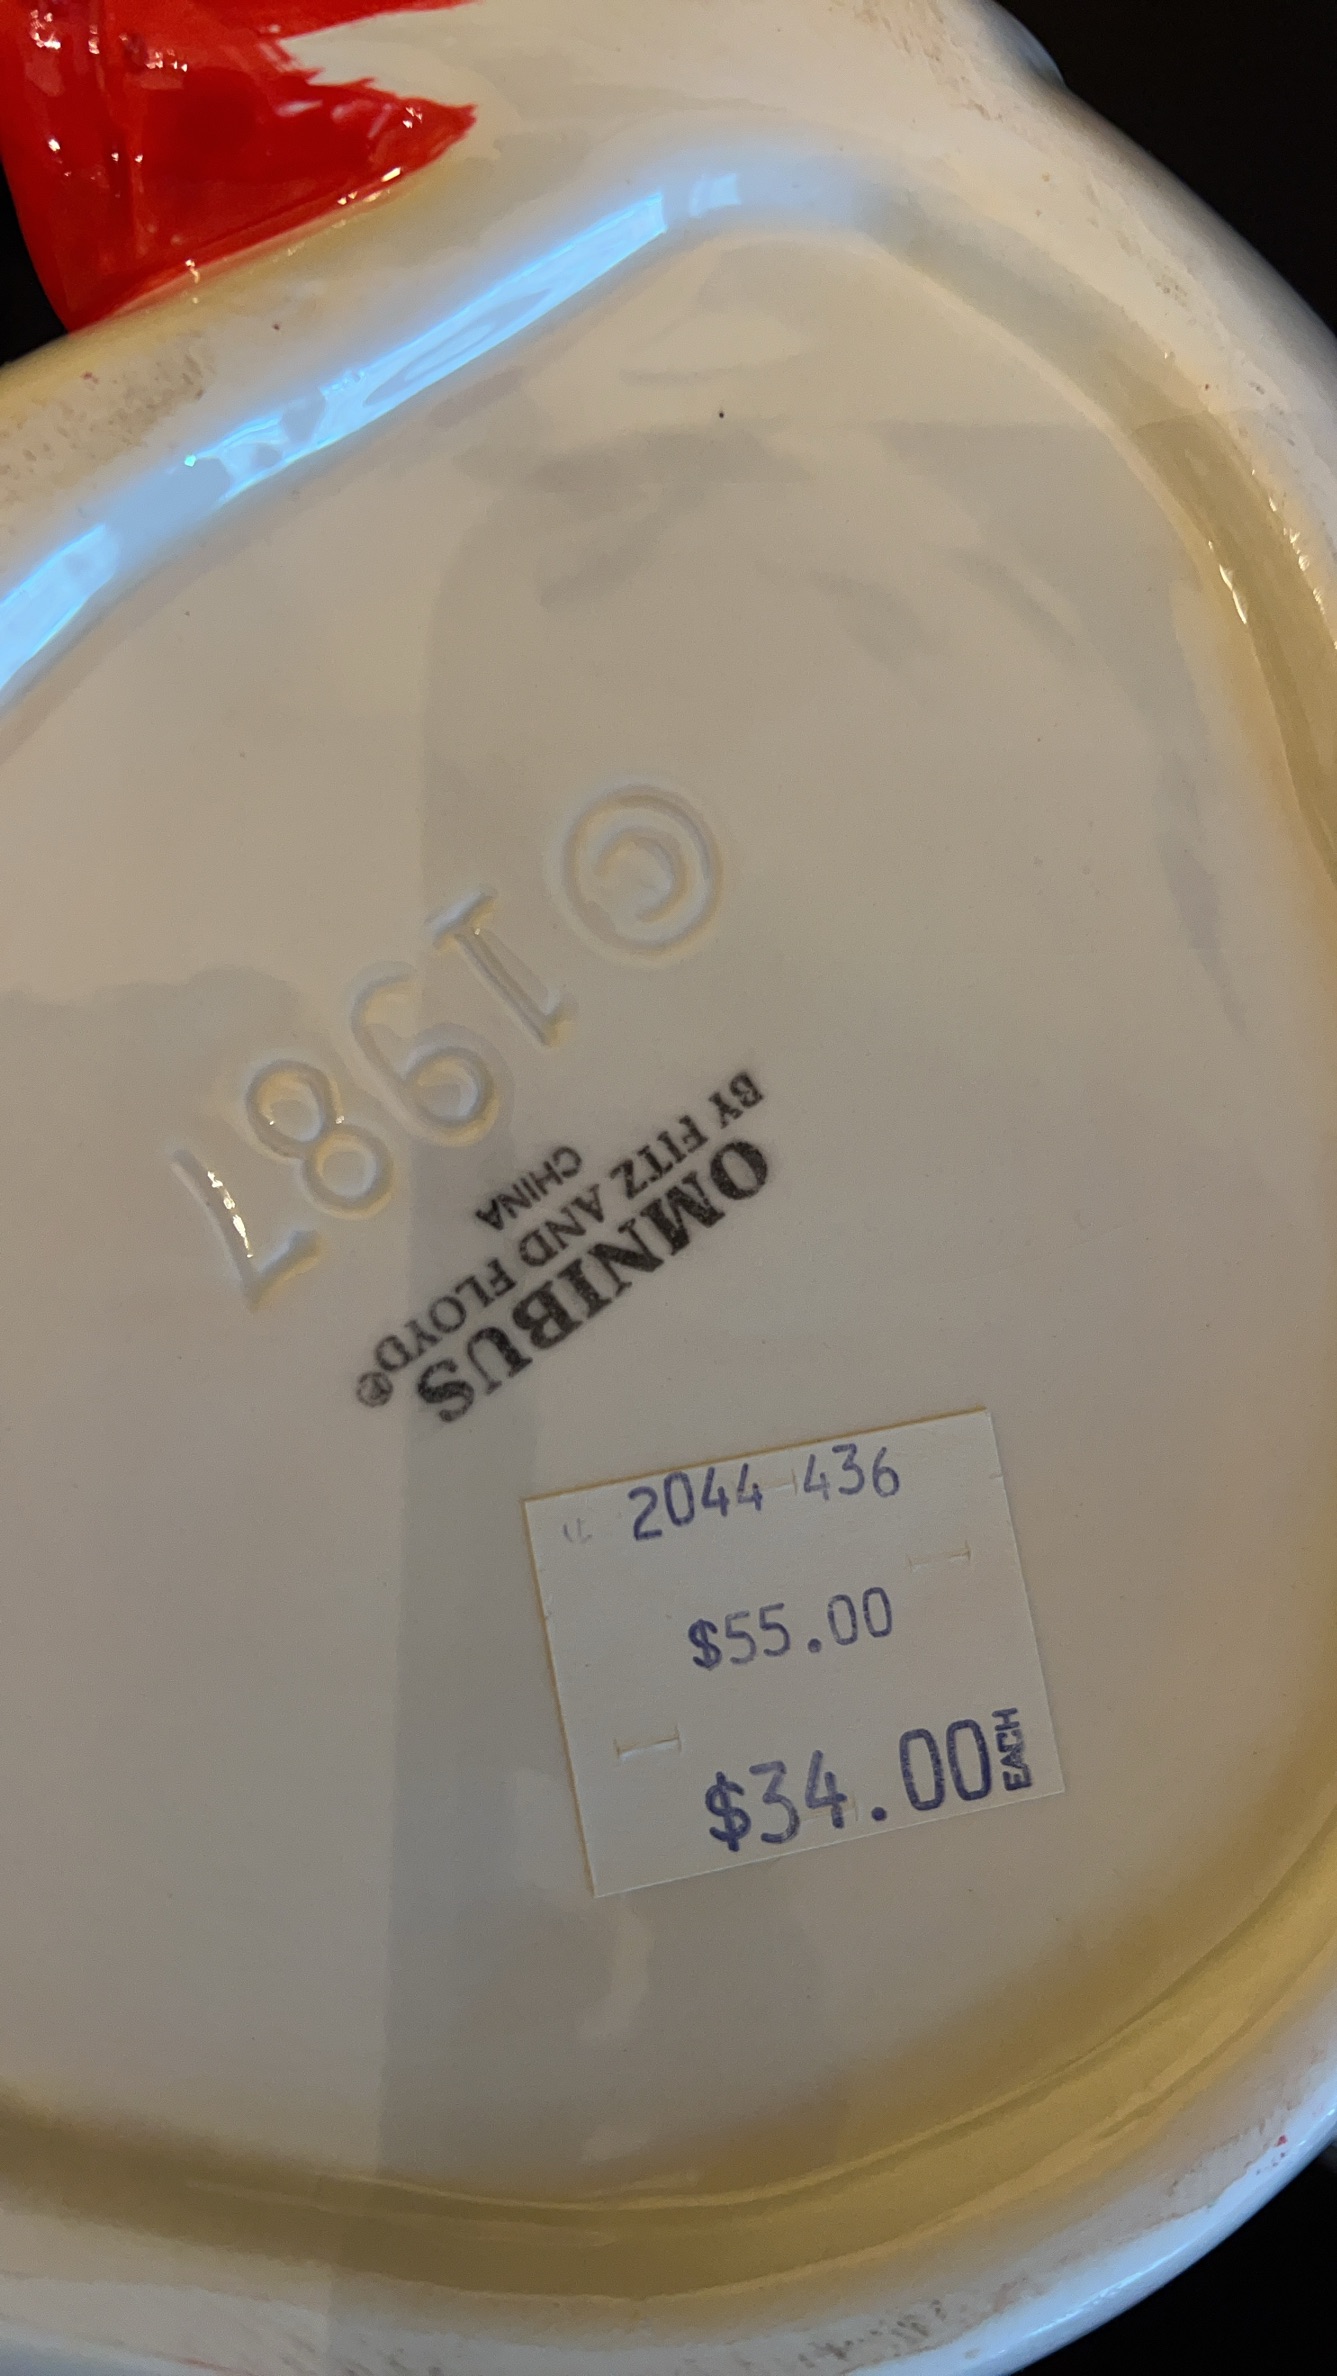 © 1987
OMNIBUS
BY FITZ AND FLOYD®
CHINA
2044 436
$55.00
$34.00 EACH